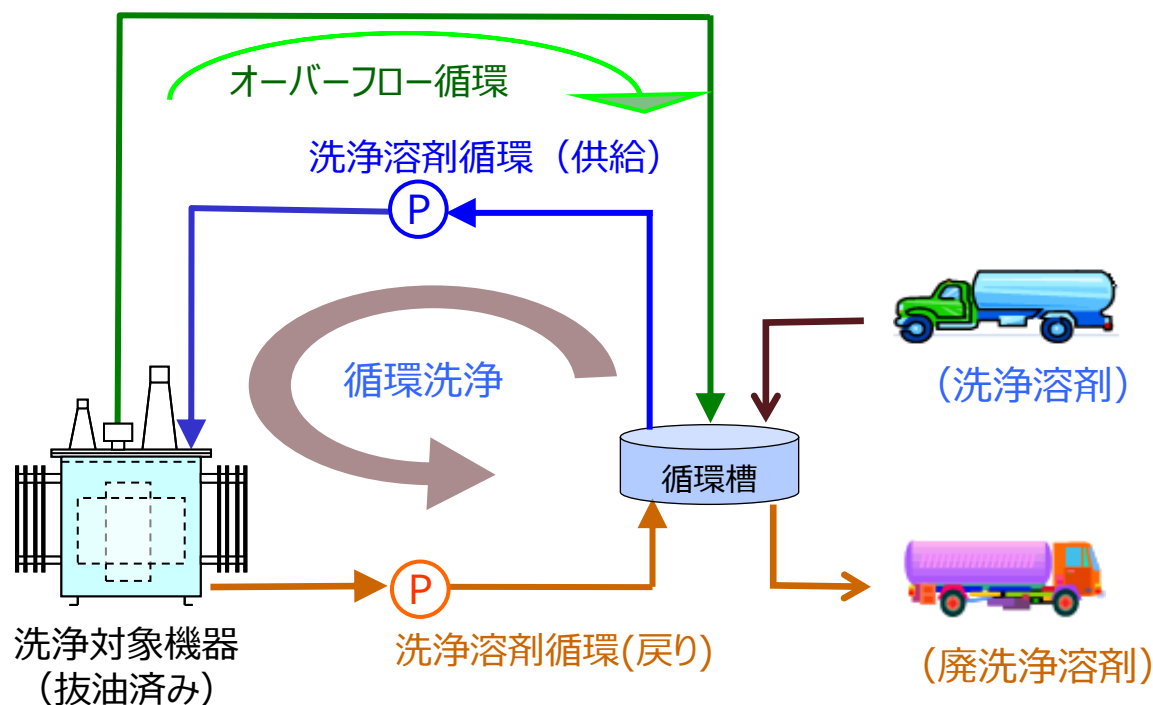 オーバーフロー循環
洗浄溶剤循環（供給）
P
循環洗浄
（洗浄溶剤）
循環槽
P
洗浄対象機器
（抜油済み）
洗浄溶剤循環(戻り)
（廃洗浄溶剤）